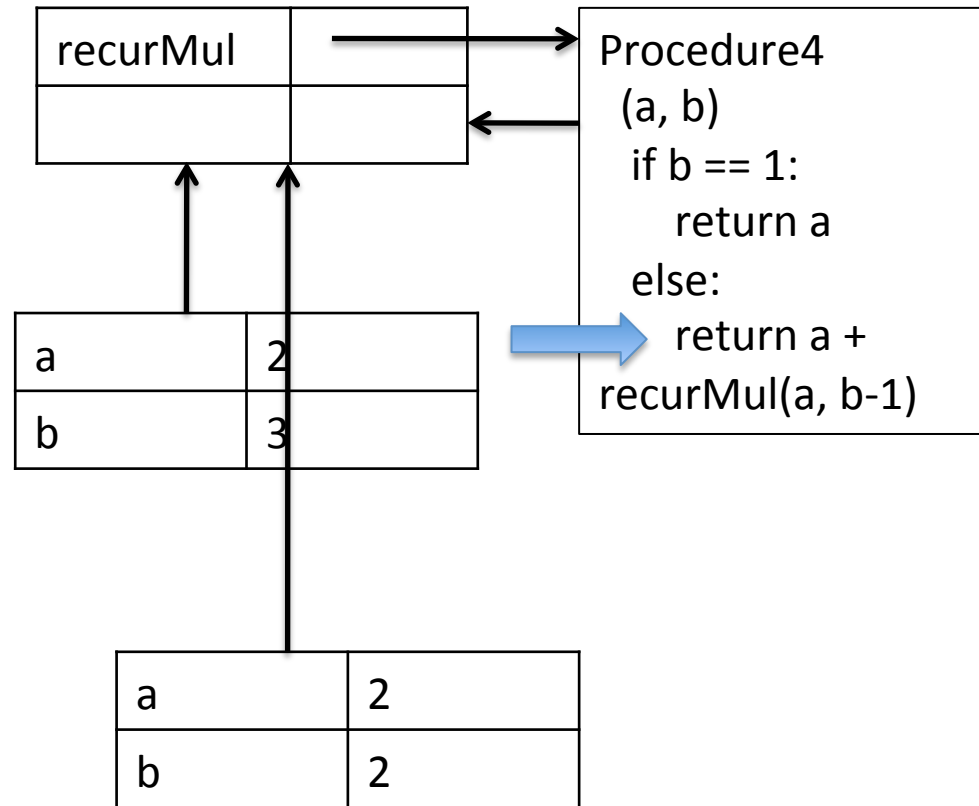 recurMul
Procedure4
(a, b)
if b == 1:
return a
else:
return a +
recurMul(a, b-1)
a 2
b 3
a 2
b 2